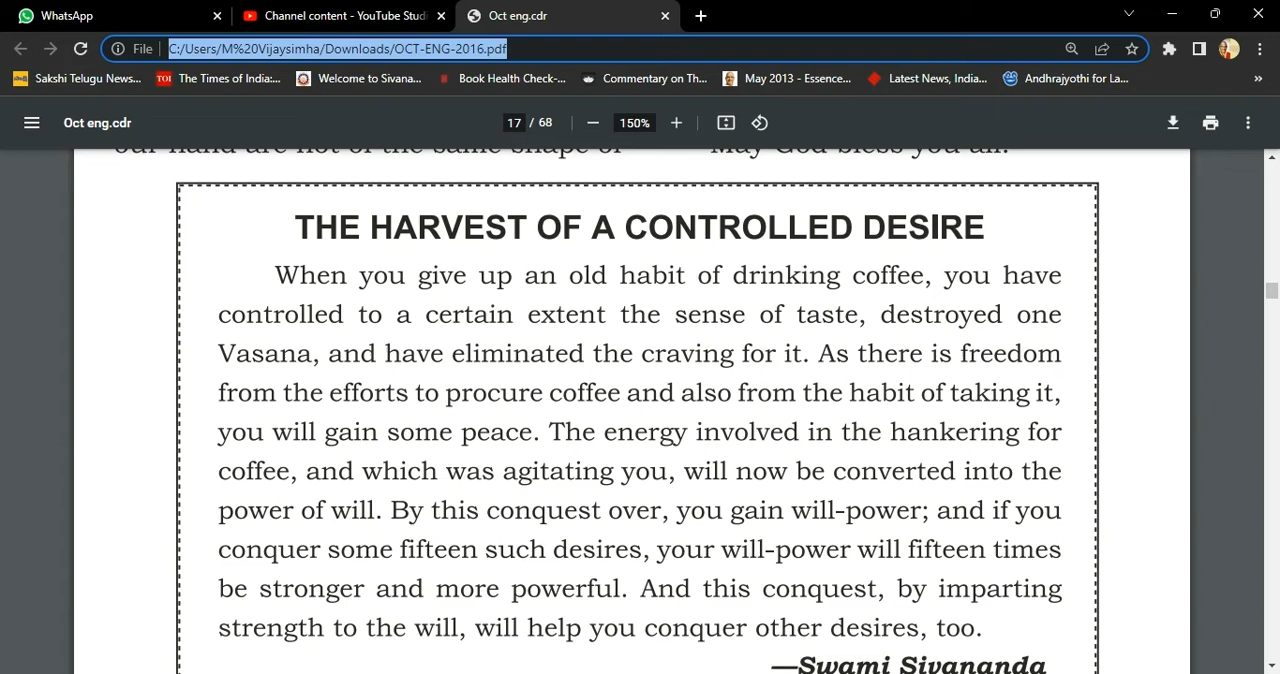 WhatsApp
Channel content - YouTube Studi
Oct eng.cdr
File
C:/Users/M%20Vijaysimha/Downloads/OCT-ENG-2016.pdf
Sakshi Telugu News...
TOI The Times of India:...
Welcome to Sivana...
Book Health Check-...
Commentary on Th...
May 2013 - Essence...
Latest News, India...
Andhrajyothi for La...
»
Oct eng.cdr
17 / 68
150%
our hand are not of the same shape of
May God bless you all.
THE HARVEST OF A CONTROLLED DESIRE
When you give up an old habit of drinking coffee, you have
controlled to a certain extent the sense of taste, destroyed one
Vasana, and have eliminated the craving for it. As there is freedom
from the efforts to procure coffee and also from the habit of taking it,
you will gain some peace. The energy involved in the hankering for
coffee, and which was agitating you, will now be converted into the
power of will. By this conquest over, you gain will-power; and if you
conquer some fifteen such desires, your will-power will fifteen times
be stronger and more powerful. And this conquest, by imparting
strength to the will, will help you conquer other desires, too.
—Swami Sivananda